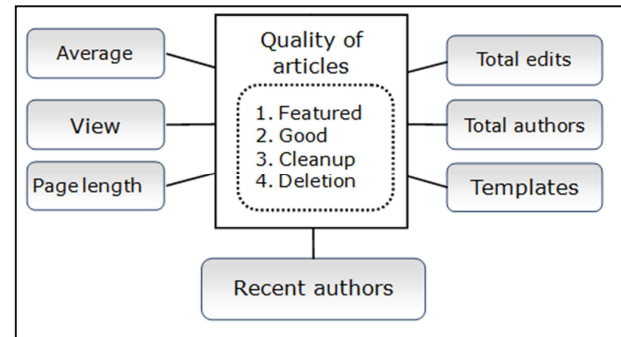 Average
View
Page length
Quality of
articles
1. Featured
2. Good
3. Cleanup
4. Deletion
Total edits
Total authors
Templates
Recent authors